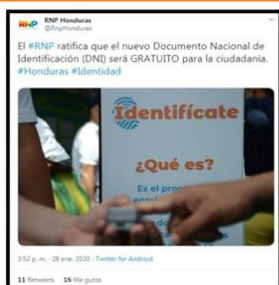 RNP
RNP Honduras
@RnpHonduras
El #RNP ratifica que el nuevo Documento Nacional de
Identificación (DNI) será GRATUITO para la ciudadanía.
#Honduras #Identidad
Identifícate
¿Qué es?
Es el
3:52 p. m. · 28 ene. 2020 · Twitter for Android
11 Retweets 16 Me gusta